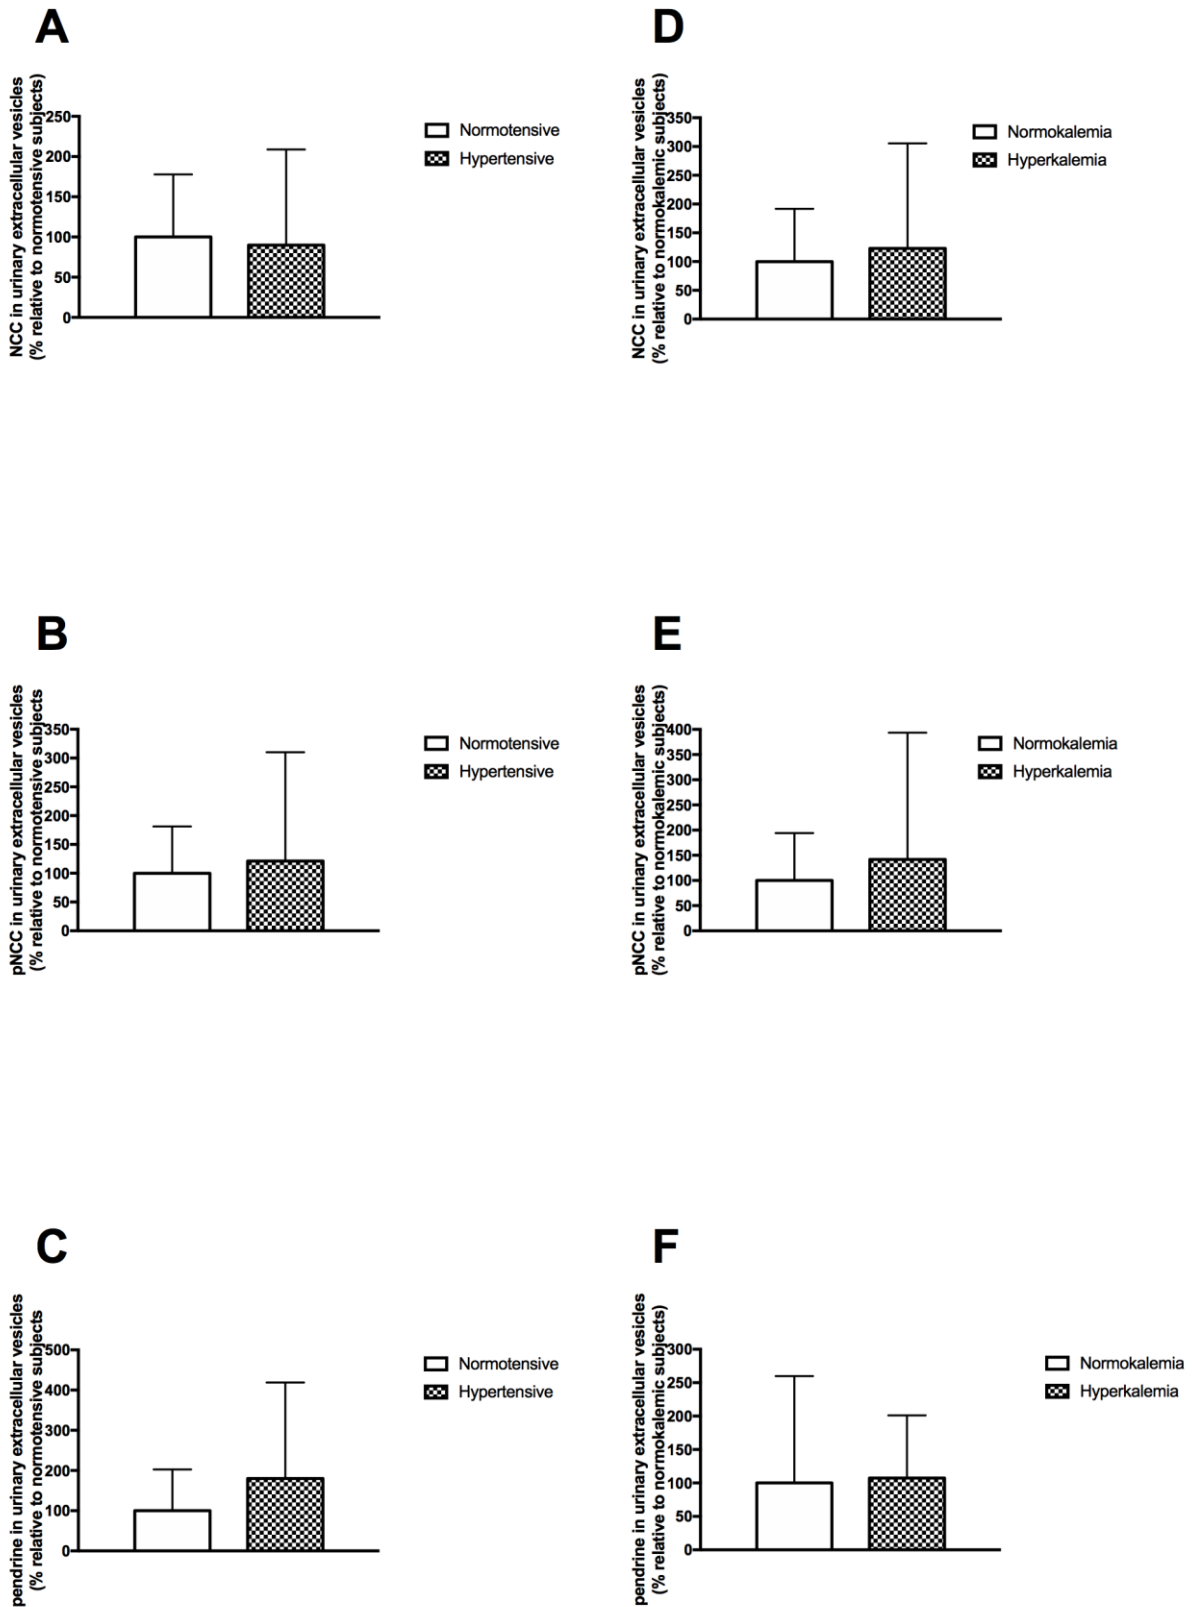 A
NCC in urinary extracellular vesicles
(% relative to normotensive subjects)
250
200
150
100
50
0
Normotensive
Hypertensive
D
NCC in urinary extracellular vesicles
(% relative to normokalemic subjects)
350
300
250
200
150
100
50
0
Normokalemia
Hyperkalemia
B
pNCC in urinary extracellular vesicles
(% relative to normotensive subjects
350
300
250
200
150
100
50
0
Normotensive
Hypertensive
E
pNCC in urinary extracellular vesicles
(% relative to normokalemic subjects)
400
350
300
250
200
150
100
50
0
Normokalemia
Hyperkalemia
C
pendrine in urinary extracellular vesicles
(% relative to normotensive subjects
500
400
300
200
100
0
Normotensive
Hypertensive
F
pendrine in urinary extracellular vesicles
(% relative to normokalemic subjects)
300
250
200
150
100
50
0
Normokalemia
Hyperkalemia